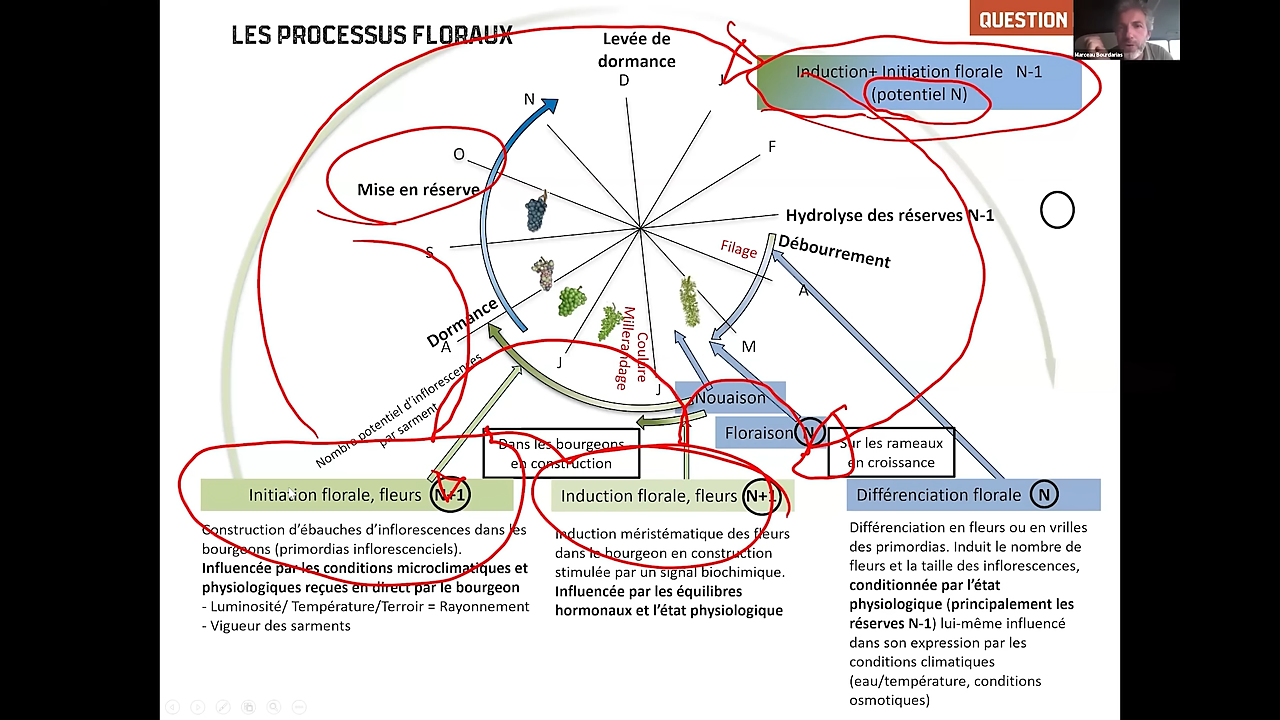 LES PROCESSUS FLORAUX
QUESTION
Marceau Bourdarias
Levée de
dormance
D
J
Induction+ Initiation florale N-1
(potentiel N)
N
F
O
Mise en réserve
Hydrolyse des réserves N-1
Débourrement
Filage
S
A
Dormance
A
M
Coulure
Millerandage
J
J
Nombre potentiel d'inflorescences
par sarment
Nouaison
Floraison N
Dans les bourgeons
en construction
Sur les rameaux
en croissance
Initiation florale, fleurs N+1
Induction florale, fleurs N+1
Différenciation florale N
Construction d'ébauches d'inflorescences dans les
bourgeons (primordias inflorescenciels).
Influencée par les conditions microclimatiques et
physiologiques reçues en direct par le bourgeon
- Luminosité/ Température/Terroir = Rayonnement
- Vigueur des sarments
Induction méristématique des fleurs
dans le bourgeon en construction
stimulée par un signal biochimique.
Influencée par les équilibres
hormonaux et l'état physiologique
Différenciation en fleurs ou en vrilles
des primordias. Induit le nombre de
fleurs et la taille des inflorescences,
conditionnée par l'état
physiologique (principalement les
réserves N-1) lui-même influencé
dans son expression par les
conditions climatiques
(eau/température, conditions
osmotiques)